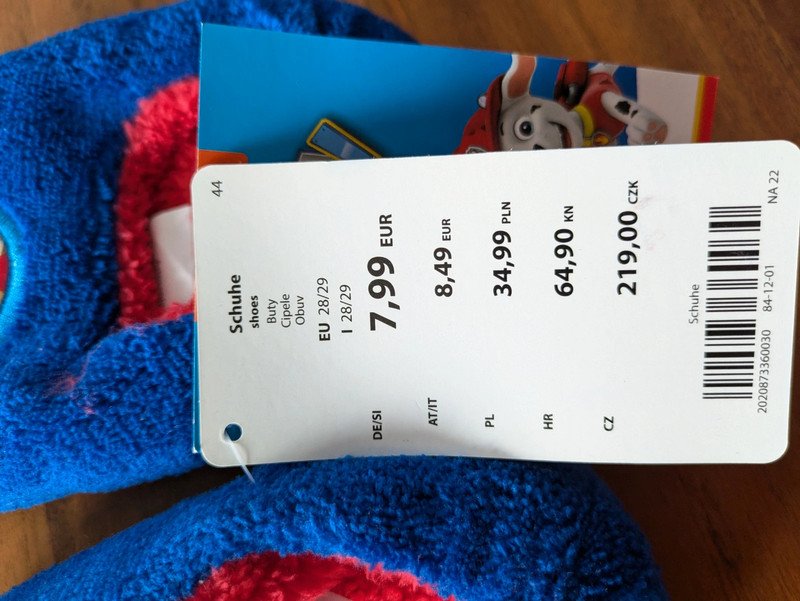 44
Schuhe
shoes
Buty
Cipele
Obuv
EU 28/29
I 28/29
DE/SI 7,99 EUR
AT/IT 8,49 EUR
PL 34,99 PLN
HR 64,90 KN
CZ 219,00 CZK
Schuhe
NA 22
2020873360030 84-12-01